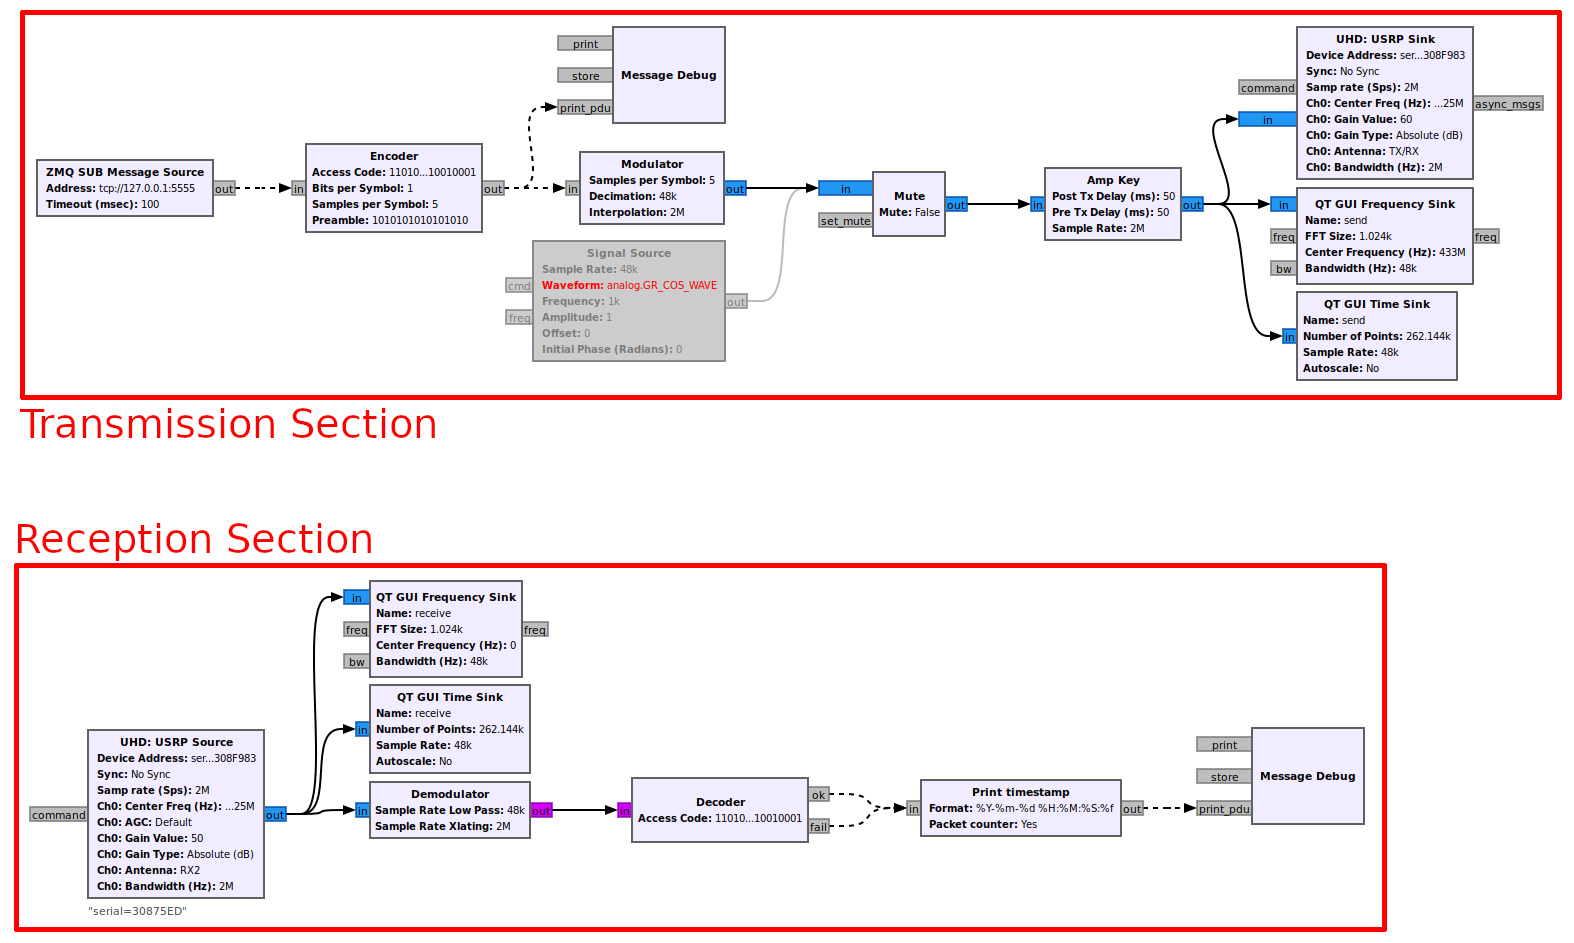 print
store
print_pdu
Message Debug
ZMQ SUB Message Source
Address: tcp://127.0.0.1:5555
Timeout (msec): 100
out
in
Encoder
Access Code: 11010...10010001
Bits per Symbol: 1
Samples per Symbol: 5
Preamble: 1010101010101010
out
in
Modulator
Samples per Symbol: 5
Decimation: 48k
Interpolation: 2M
out
cmd
freq
Signal Source
Sample Rate: 48k
Waveform: analog.GR_COS_WAVE
Frequency: 1k
Amplitude: 1
Offset: 0
Initial Phase (Radians): 0
out
in
set_mute
Mute
Mute: False
out
in
Amp Key
Post Tx Delay (ms): 50
Pre Tx Delay (ms): 50
Sample Rate: 2M
out
command
in
UHD: USRP Sink
Device Address: ser...308F983
Sync: No Sync
Samp rate (Sps): 2M
Ch0: Center Freq (Hz): ...25M
Ch0: Gain Value: 60
Ch0: Gain Type: Absolute (dB)
Ch0: Antenna: TX/RX
Ch0: Bandwidth (Hz): 2M
async_msgs
in
freq
bw
QT GUI Frequency Sink
Name: send
FFT Size: 1.024k
Center Frequency (Hz): 433M
Bandwidth (Hz): 48k
freq
in
QT GUI Time Sink
Name: send
Number of Points: 262.144k
Sample Rate: 48k
Autoscale: No
Transmission Section
Reception Section
command
UHD: USRP Source
Device Address: ser...308F983
Sync: No Sync
Samp rate (Sps): 2M
Ch0: Center Freq (Hz): ...25M
Ch0: AGC: Default
Ch0: Gain Value: 50
Ch0: Gain Type: Absolute (dB)
Ch0: Antenna: RX2
Ch0: Bandwidth (Hz): 2M
out
"serial=30875ED"
in
freq
bw
QT GUI Frequency Sink
Name: receive
FFT Size: 1.024k
Center Frequency (Hz): 0
Bandwidth (Hz): 48k
freq
in
QT GUI Time Sink
Name: receive
Number of Points: 262.144k
Sample Rate: 48k
Autoscale: No
in
Demodulator
Sample Rate Low Pass: 48k
Sample Rate Xlating: 2M
out
in
Decoder
Access Code: 11010...10010001
ok
fail
in
Print timestamp
Format: %Y-%m-%d %H:%M:%S:%f
Packet counter: Yes
out
print
store
print_pdu
Message Debug